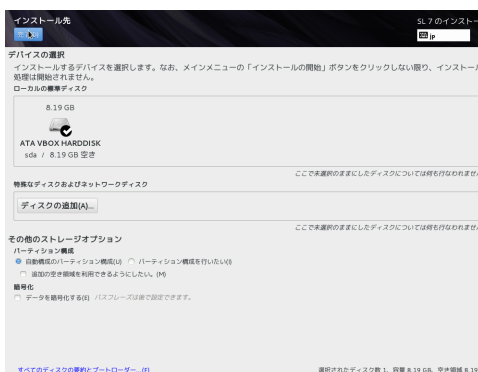 インストール先
SL 7 のインストー
完了(D)
jp
デバイスの選択
インストールするデバイスを選択します。なお、メインメニューの「インストールの開始」ボタンをクリックしない限り、インストール
処理は開始されません。
ローカルの標準ディスク
8.19 GB
ATA VBOX HARDDISK
sda / 8.19 GB 空き
ここで未選択のままにしたディスクについては何も行なわれませ
特殊なディスクおよびネットワークディスク
ディスクの追加(A)...
ここで未選択のままにしたディスクについては何も行なわれませ
その他のストレージオプション
パーティション構成
自動構成のパーティション構成(U) パーティション構成を行いたい(I)
追加の空き領域を利用できるようにしたい。(M)
暗号化
データを暗号化する(E) パスフレーズは後で設定できます。
すべてのディスクの要約とブートローダー...(F)
選択されたディスク数 1、容量 8.19 GB、空き領域 8.19